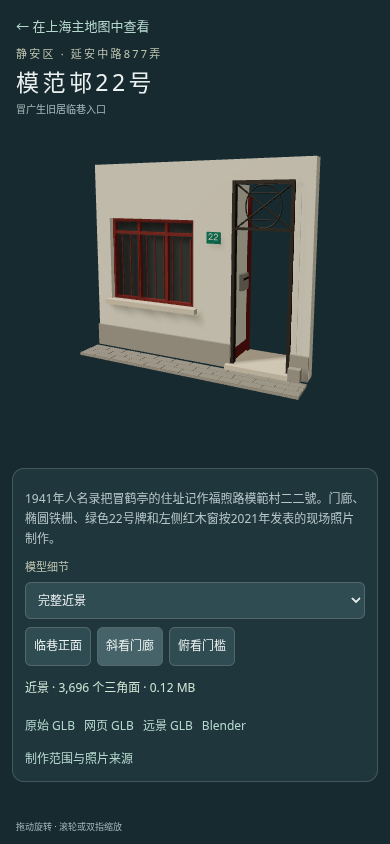 ← 在上海主地图中查看
静安区 · 延安中路877弄
模范邨22号
冒广生旧居临巷入口
22
1941年人名录把冒鹤亭的住址记作福煦路模範村二二號。门廊、
椭圆铁栅、绿色22号牌和左侧红木窗按2021年发表的现场照片
制作。
模型细节
完整近景
临巷正面 斜看门廊 俯看门槛
近景 · 3,696 个三角面 · 0.12 MB
原始 GLB 网页 GLB 远景 GLB Blender
制作范围与照片来源
拖动旋转 · 滚轮或双指缩放